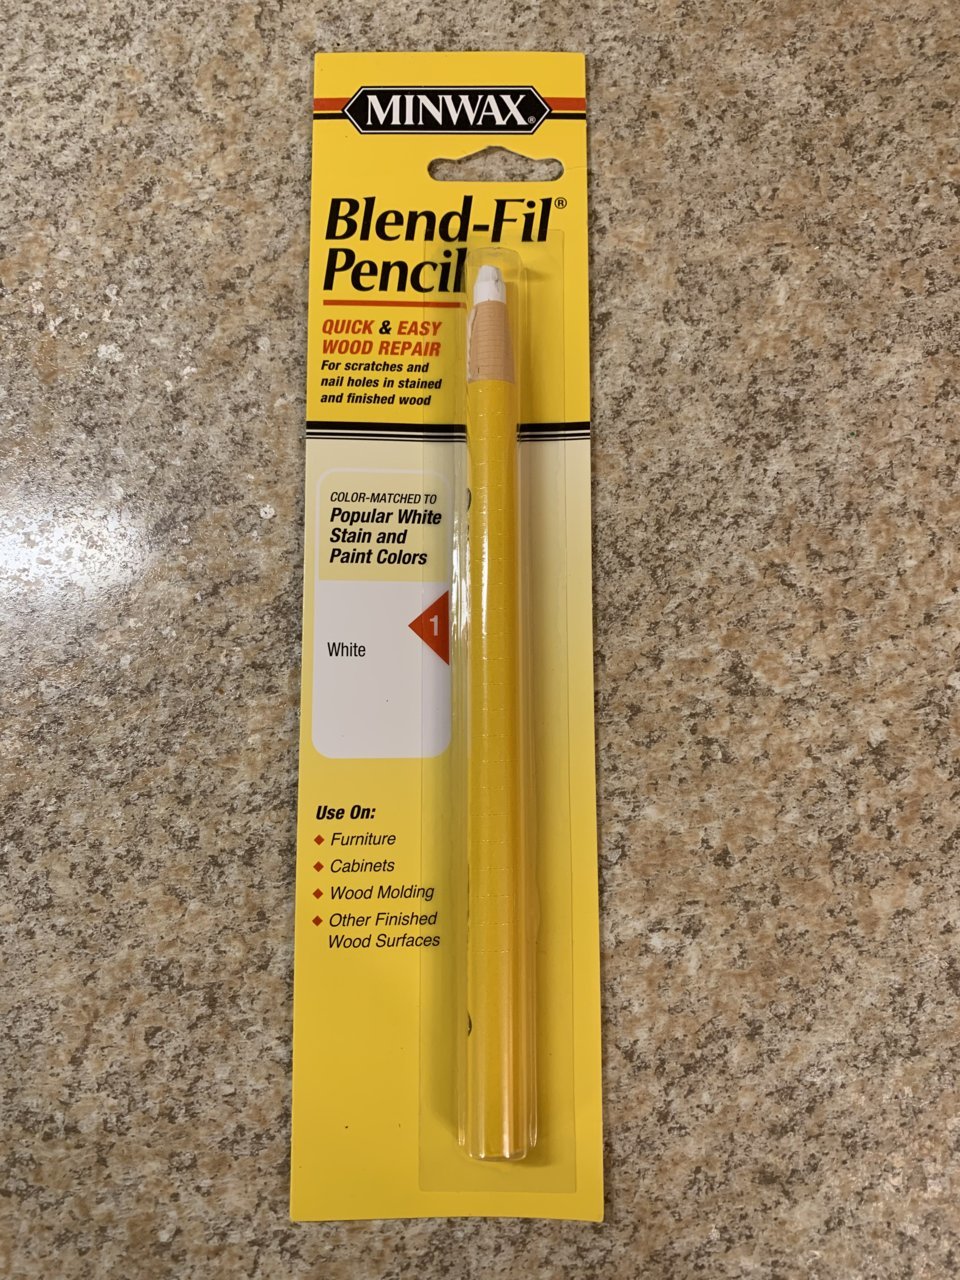 MINWAX®
Blend-Fil®
Pencil
QUICK & EASY
WOOD REPAIR
For scratches and
nail holes in stained
and finished wood
COLOR-MATCHED TO
Popular White
Stain and
Paint Colors
1
White
Use On:
Furniture
Cabinets
Wood Molding
Other Finished
Wood Surfaces